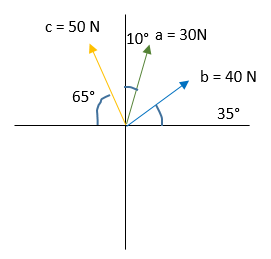 c = 50 N
10° a = 30N
b = 40 N
65°
35°